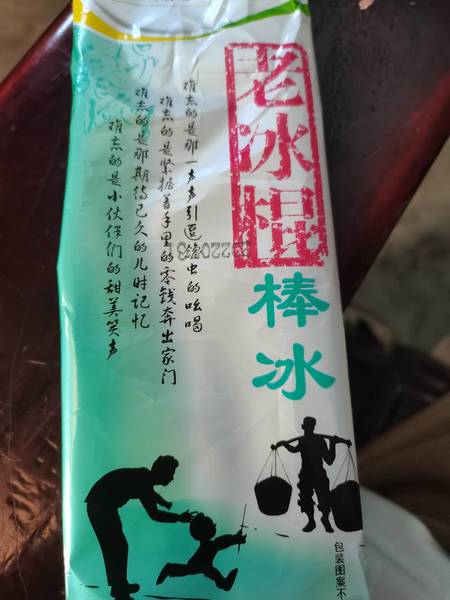 老冰棍
棒冰
难忘的是那一声声引逗馋虫的吆喝
难忘的是紧握着手里的零钱奔出家门
难忘的是那期待已久的儿时记忆
难忘的是小伙伴们的甜美笑声
包装图案不